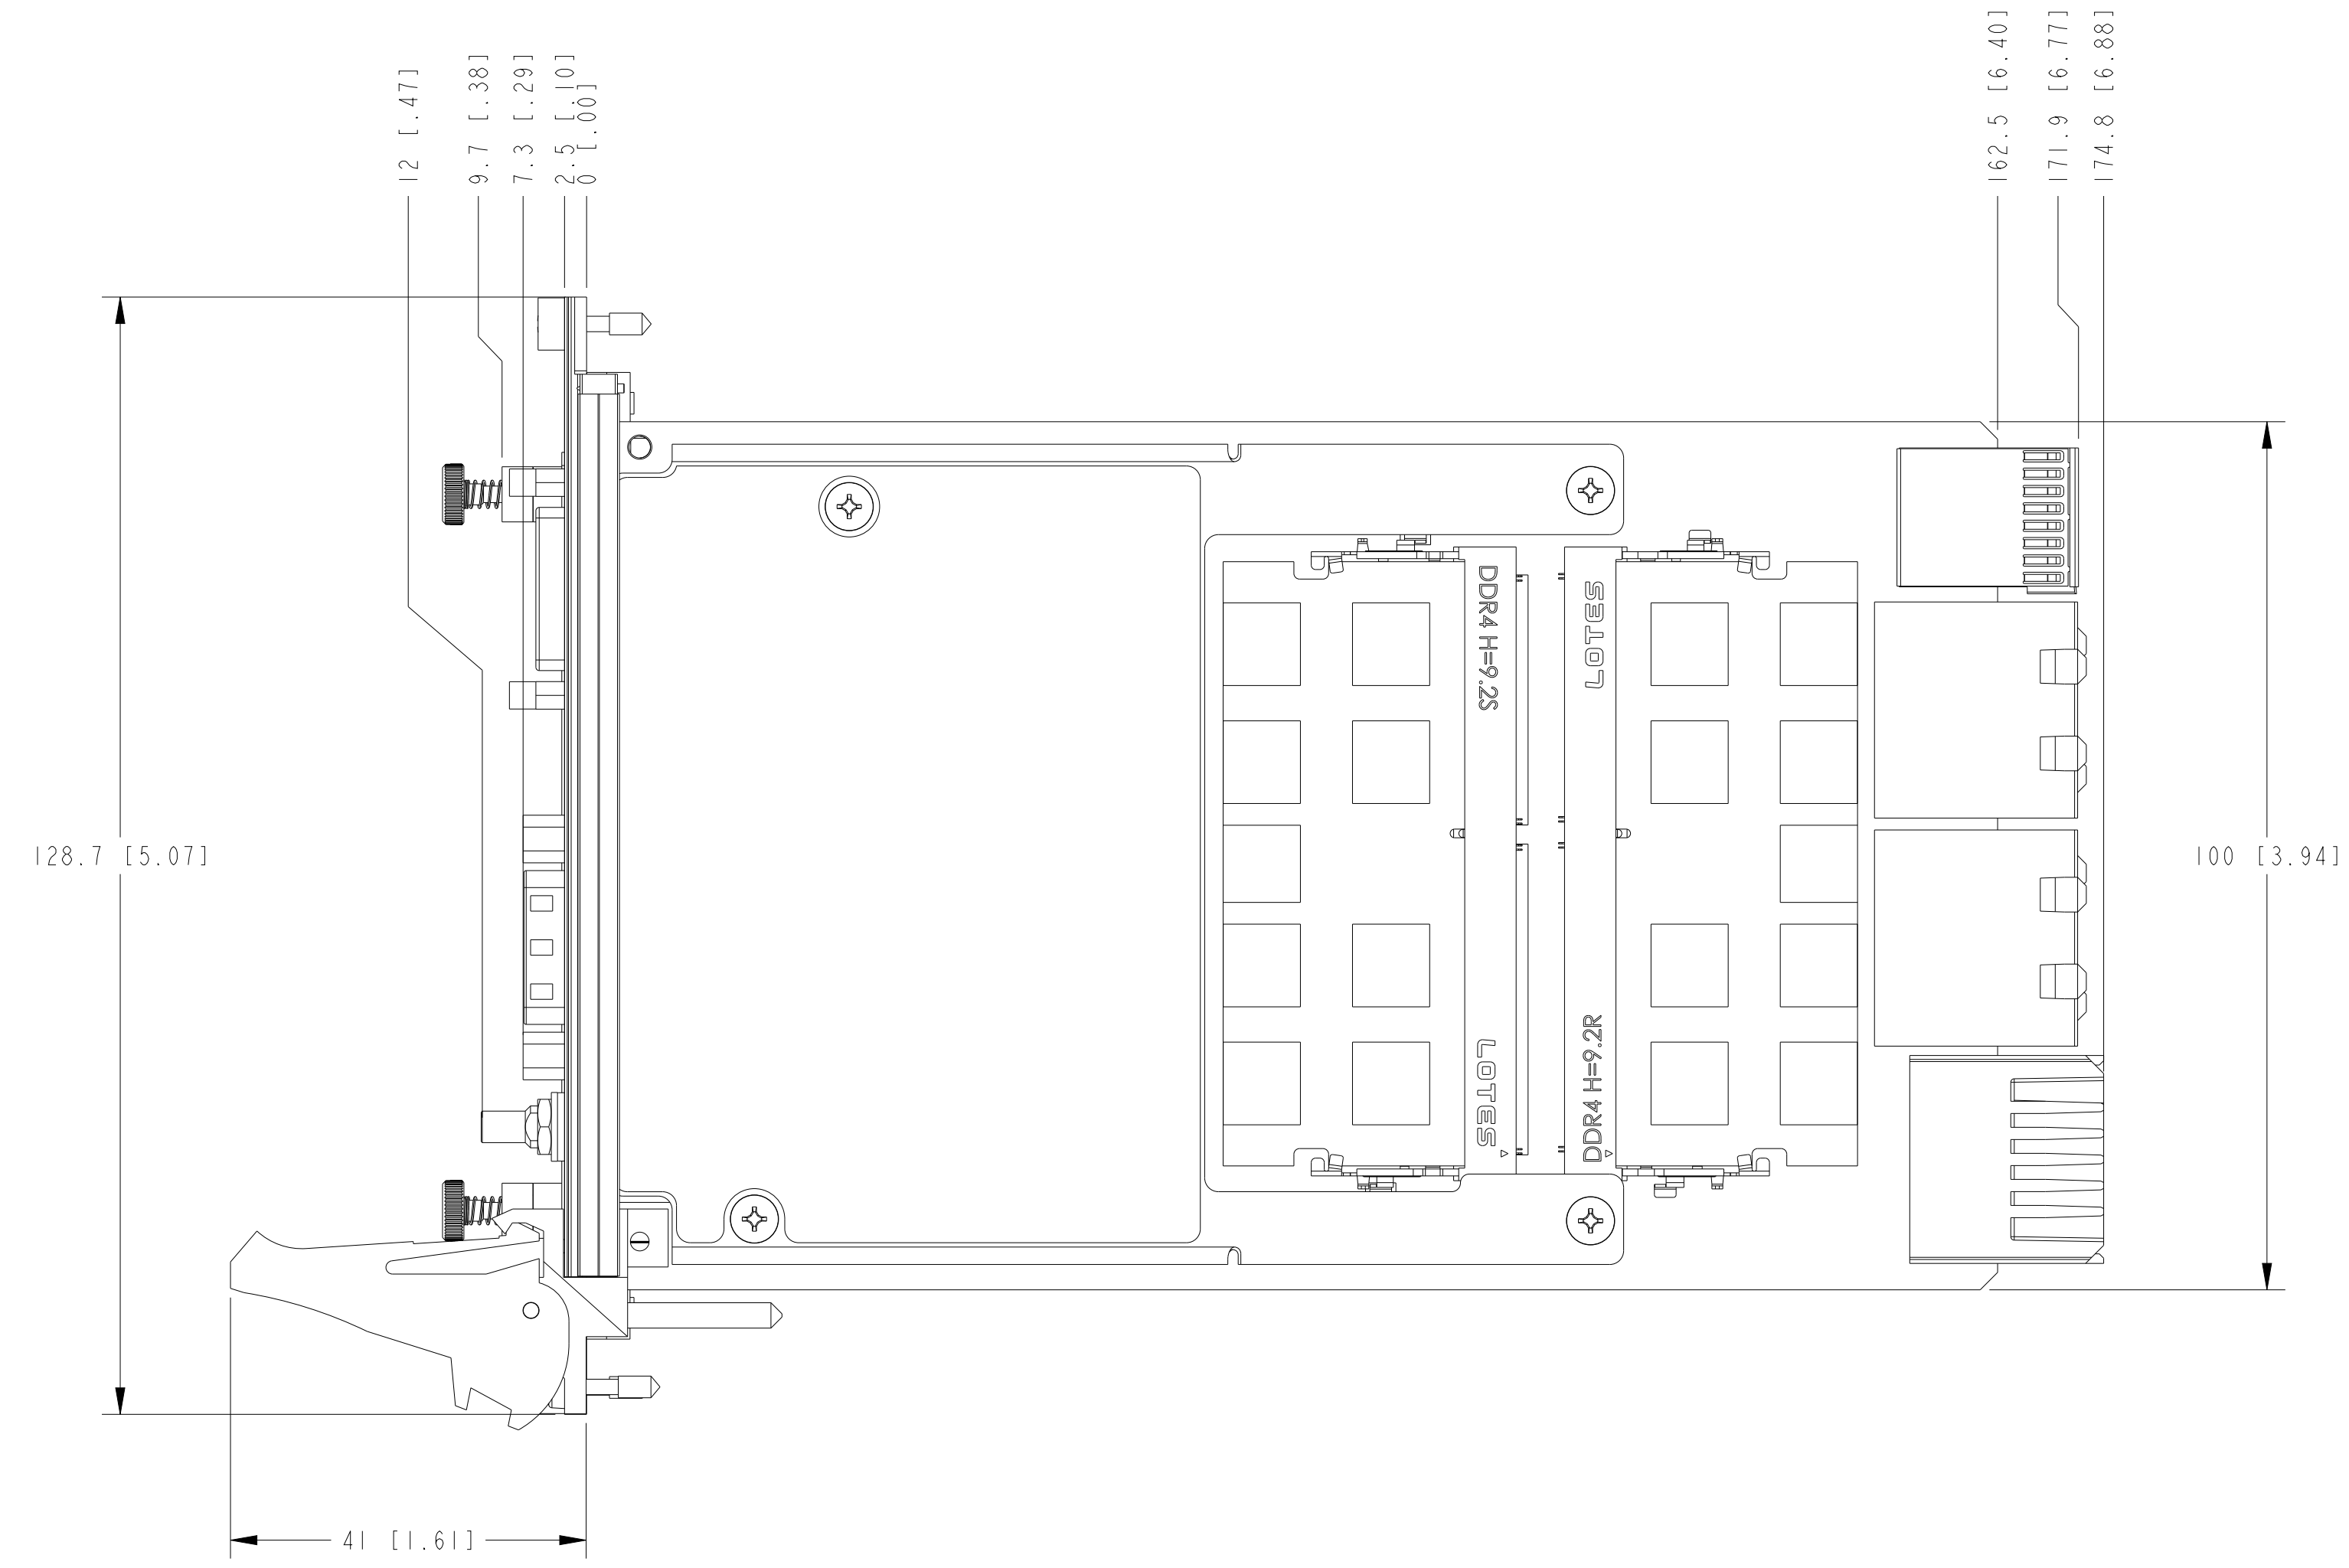 12 [.47]
9.7 [.38]
7.3 [.29]
2.5 [.10]
0 [.00]
162.5 [6.40]
171.9 [6.77]
174.8 [6.88]
128.7 [5.07]
100 [3.94]
41 [1.61]
DDR4 H=9.2S
LOTES
LOTES
DDR4 H=9.2R